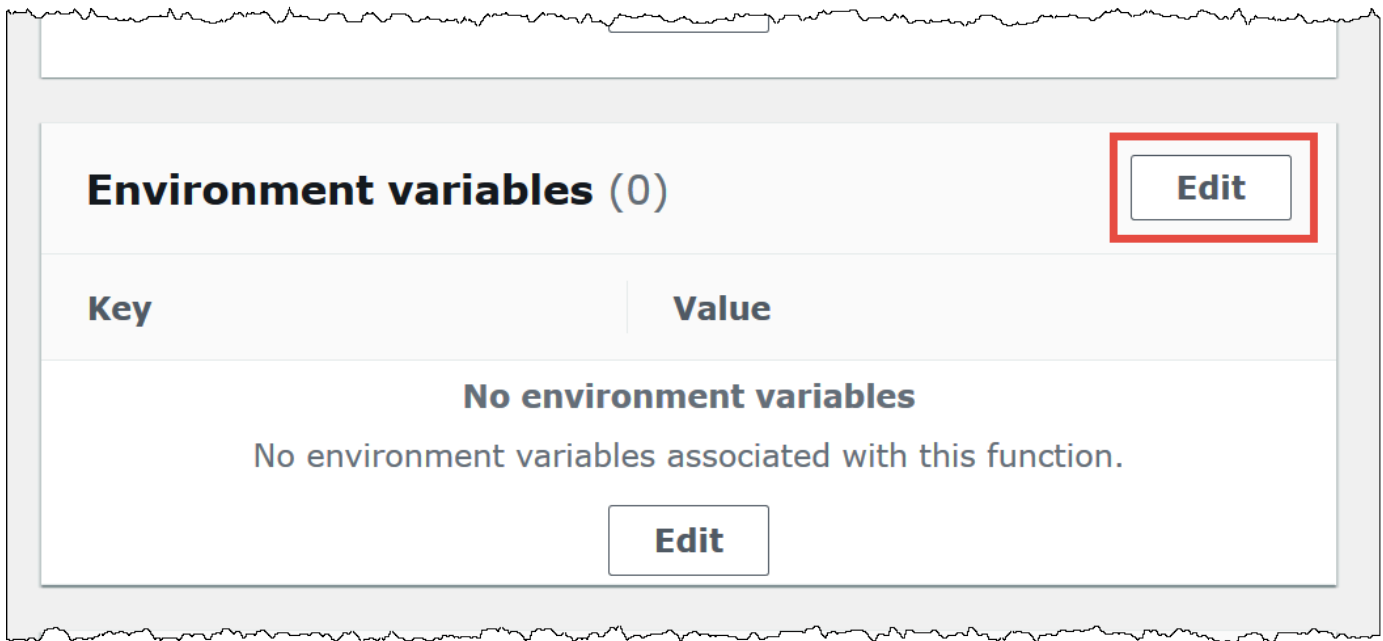 Environment variables (0)
Edit
Key
Value
No environment variables
No environment variables associated with this function.
Edit